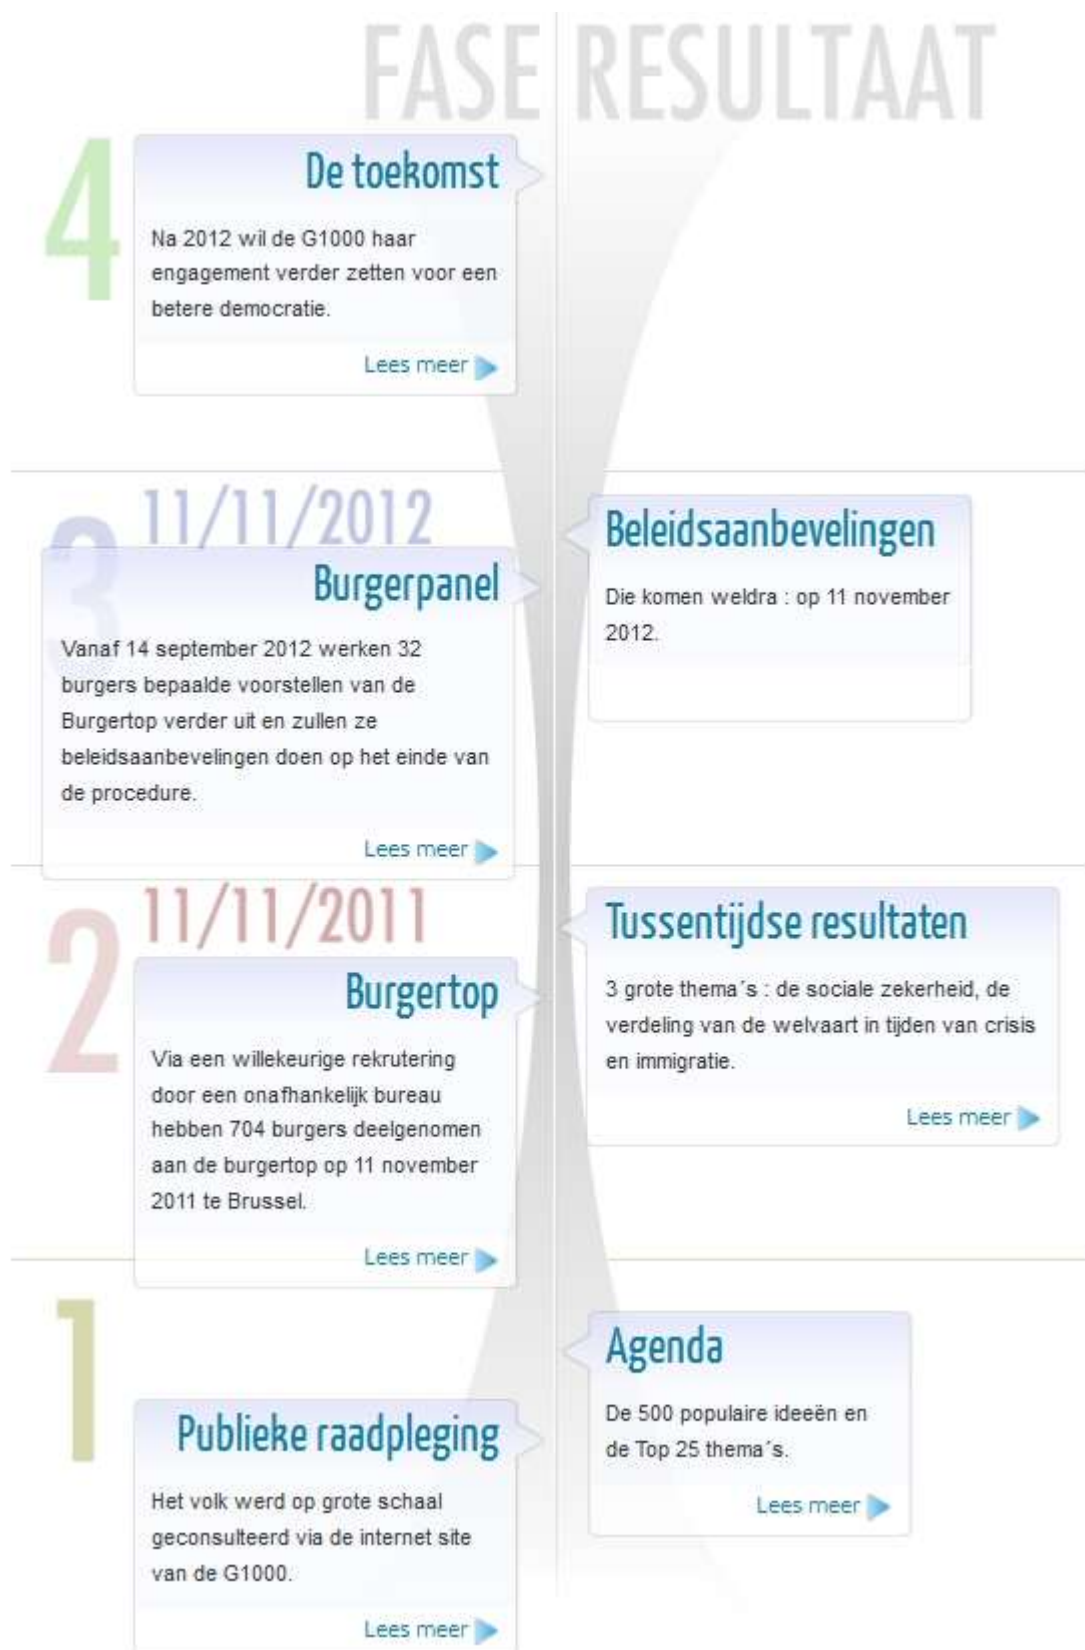 FASE RESULTAAT
4
De toekomst
Na 2012 wil de G1000 haar
engagement verder zetten voor een
betere democratie.
Lees meer
3
11/11/2012
Burgerpanel
Vanaf 14 september 2012 werken 32
burgers bepaalde voorstellen van de
Burgertop verder uit en zullen ze
beleidsaanbevelingen doen op het einde van
de procedure.
Lees meer
Beleidsaanbevelingen
Die komen weldra : op 11 november
2012.
2
11/11/2011
Burgertop
Via een willekeurige rekrutering
door een onafhankelijk bureau
hebben 704 burgers deelgenomen
aan de burgertop op 11 november
2011 te Brussel.
Lees meer
Tussentijdse resultaten
3 grote thema´s : de sociale zekerheid, de
verdeling van de welvaart in tijden van crisis
en immigratie.
Lees meer
1
Publieke raadpleging
Het volk werd op grote schaal
geconsulteerd via de internet site
van de G1000.
Lees meer
Agenda
De 500 populaire ideeën en
de Top 25 thema´s.
Lees meer